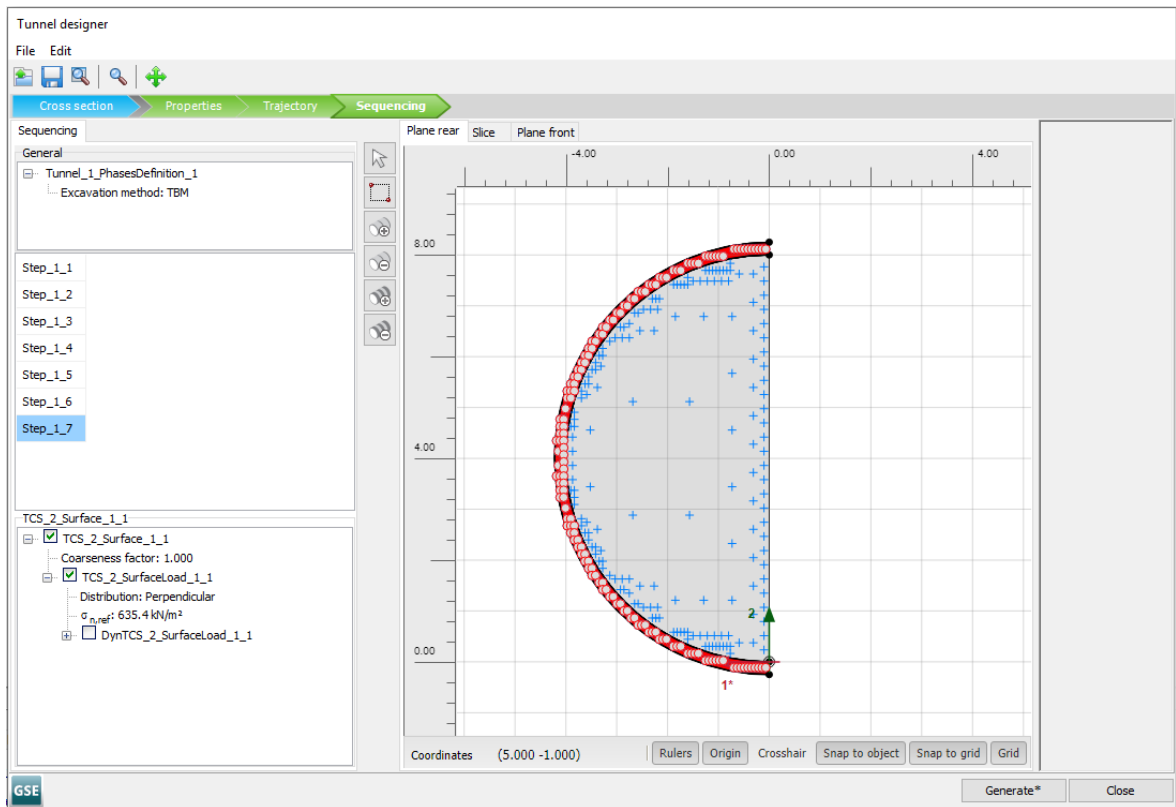 Tunnel designer
File Edit
Cross section Properties Trajectory Sequencing
Sequencing
General
Tunnel_1_PhasesDefinition_1
Excavation method: TBM
Step_1_1
Step_1_2
Step_1_3
Step_1_4
Step_1_5
Step_1_6
Step_1_7
TCS_2_Surface_1_1
TCS_2_Surface_1_1
Coarseness factor: 1.000
TCS_2_SurfaceLoad_1_1
Distribution: Perpendicular
σn,ref: 635.4 kN/m²
DynTCS_2_SurfaceLoad_1_1
Plane rear Slice Plane front
-4.00 0.00 4.00
8.00
4.00
2
0.00
1*
Coordinates (5.000 -1.000) Rulers Origin Crosshair Snap to object Snap to grid Grid
GSE Generate* Close